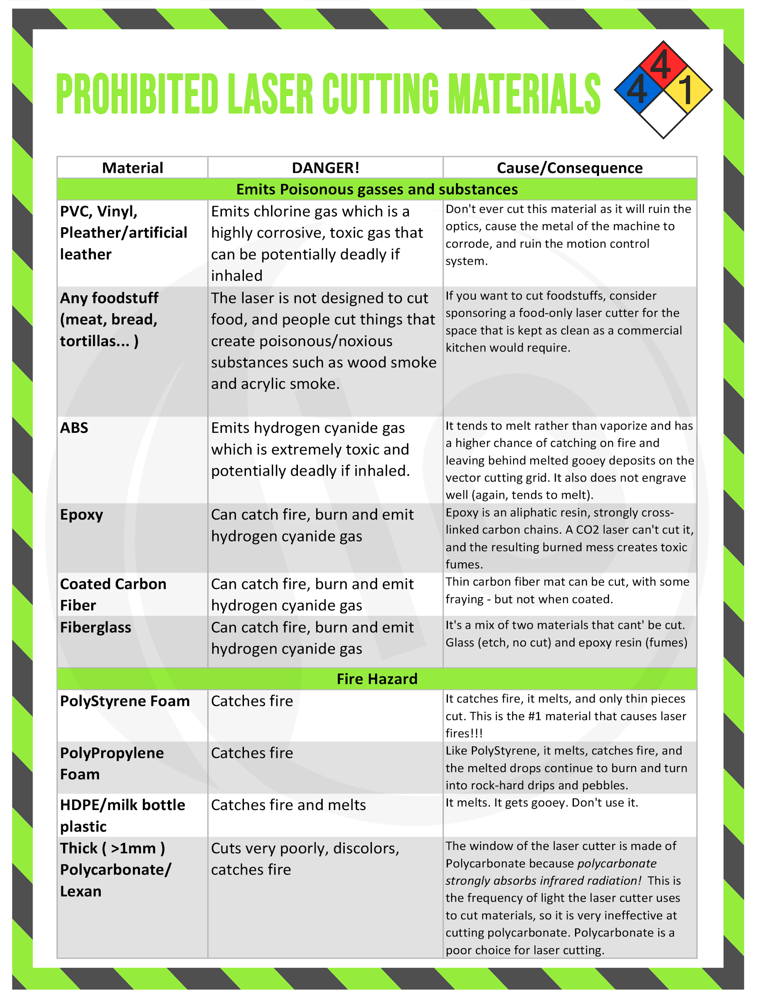 PROHIBITED LASER CUTTING MATERIALS
4
4
1
Material
DANGER!
Cause/Consequence
Emits Poisonous gasses and substances
PVC, Vinyl,
Pleather/artificial
leather
Emits chlorine gas which is a
highly corrosive, toxic gas that
can be potentially deadly if
inhaled
Don't ever cut this material as it will ruin the
optics, cause the metal of the machine to
corrode, and ruin the motion control
system.
Any foodstuff
(meat, bread,
tortillas... )
The laser is not designed to cut
food, and people cut things that
create poisonous/noxious
substances such as wood smoke
and acrylic smoke.
If you want to cut foodstuffs, consider
sponsoring a food-only laser cutter for the
space that is kept as clean as a commercial
kitchen would require.
ABS
Emits hydrogen cyanide gas
which is extremely toxic and
potentially deadly if inhaled.
It tends to melt rather than vaporize and has
a higher chance of catching on fire and
leaving behind melted gooey deposits on the
vector cutting grid. It also does not engrave
well (again, tends to melt).
Epoxy
Can catch fire, burn and emit
hydrogen cyanide gas
Epoxy is an aliphatic resin, strongly cross-
linked carbon chains. A CO2 laser can't cut it,
and the resulting burned mess creates toxic
fumes.
Coated Carbon
Fiber
Can catch fire, burn and emit
hydrogen cyanide gas
Thin carbon fiber mat can be cut, with some
fraying - but not when coated.
Fiberglass
Can catch fire, burn and emit
hydrogen cyanide gas
It's a mix of two materials that cant' be cut.
Glass (etch, no cut) and epoxy resin (fumes)
Fire Hazard
PolyStyrene Foam
Catches fire
It catches fire, it melts, and only thin pieces
cut. This is the #1 material that causes laser
fires!!!
PolyPropylene
Foam
Catches fire
Like PolyStyrene, it melts, catches fire, and
the melted drops continue to burn and turn
into rock-hard drips and pebbles.
HDPE/milk bottle
plastic
Catches fire and melts
It melts. It gets gooey. Don't use it.
Thick ( >1mm )
Polycarbonate/
Lexan
Cuts very poorly, discolors,
catches fire
The window of the laser cutter is made of
Polycarbonate because polycarbonate
strongly absorbs infrared radiation! This is
the frequency of light the laser cutter uses
to cut materials, so it is very ineffective at
cutting polycarbonate. Polycarbonate is a
poor choice for laser cutting.